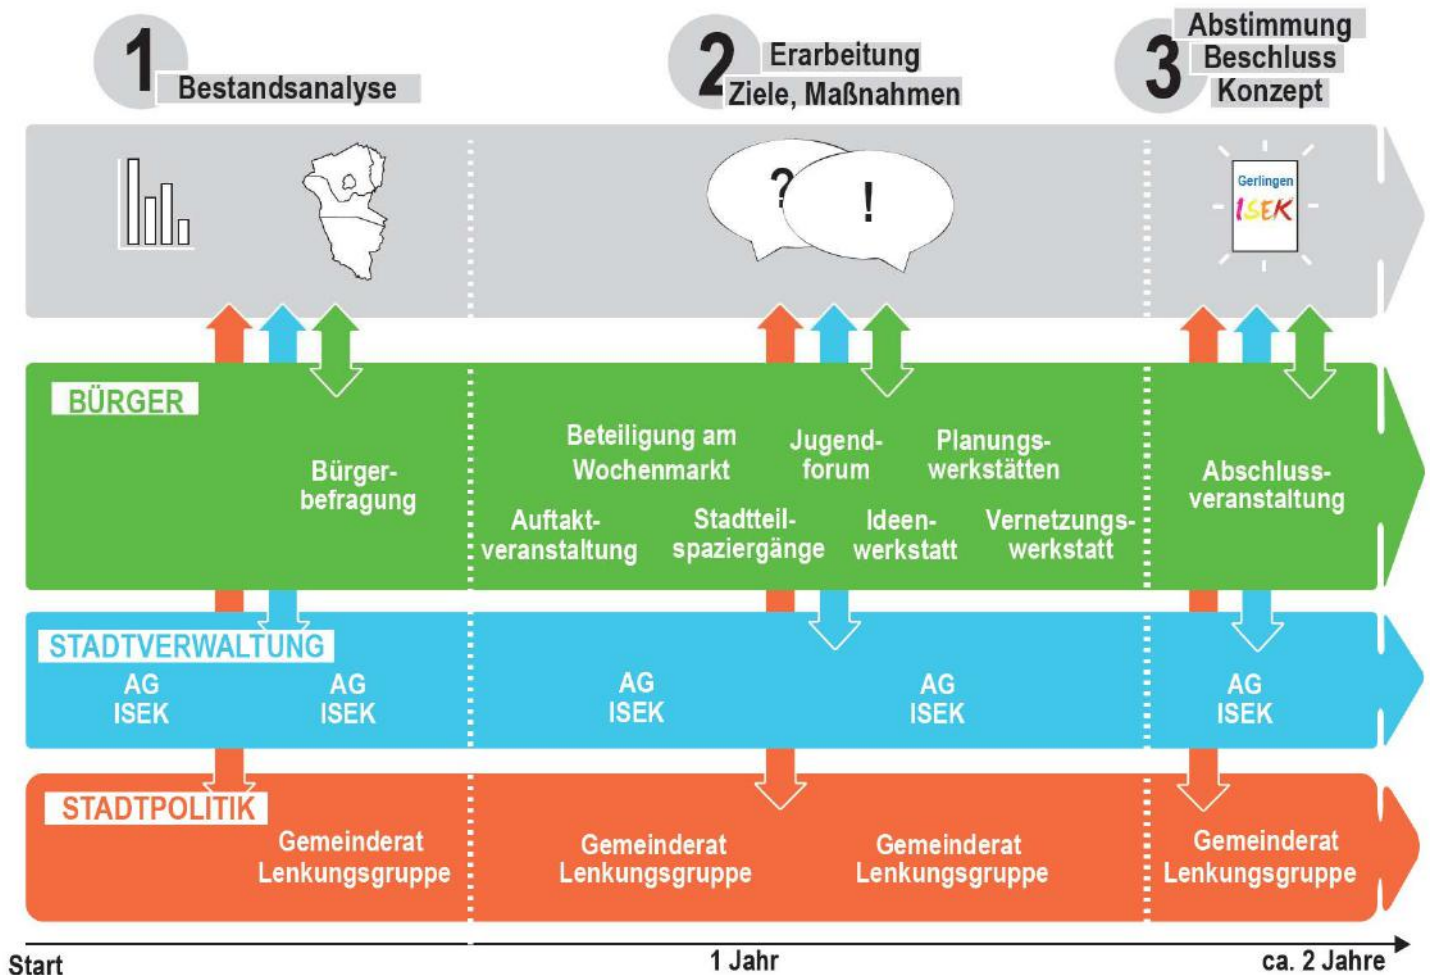 1
Bestandsanalyse
2
Erarbeitung
Ziele, Maßnahmen
3
Abstimmung
Beschluss
Konzept
?
!
Gerlingen
ISEK
BÜRGER
Bürger-
befragung
Beteiligung am
Wochenmarkt
Jugend-
forum
Planungs-
werkstätten
Auftakt-
veranstaltung
Stadtteil-
spaziergänge
Ideen-
werkstatt
Vernetzungs-
werkstatt
Abschluss-
veranstaltung
STADTVERWALTUNG
AG
ISEK
AG
ISEK
AG
ISEK
AG
ISEK
AG
ISEK
STADTPOLITIK
Gemeinderat
Lenkungsgruppe
Gemeinderat
Lenkungsgruppe
Gemeinderat
Lenkungsgruppe
Gemeinderat
Lenkungsgruppe
Start
1 Jahr
ca. 2 Jahre